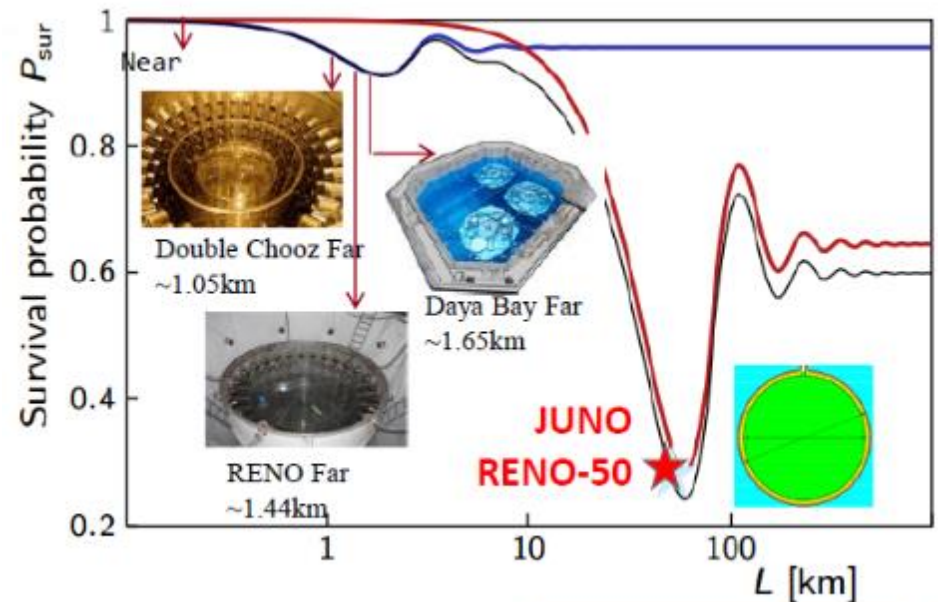 Survival probability P_sur
1
0.8
0.6
0.4
0.2
Near
Double Chooz Far
~1.05km
Daya Bay Far
~1.65km
RENO Far
~1.44km
JUNO
RENO-50
1
10
100
L [km]